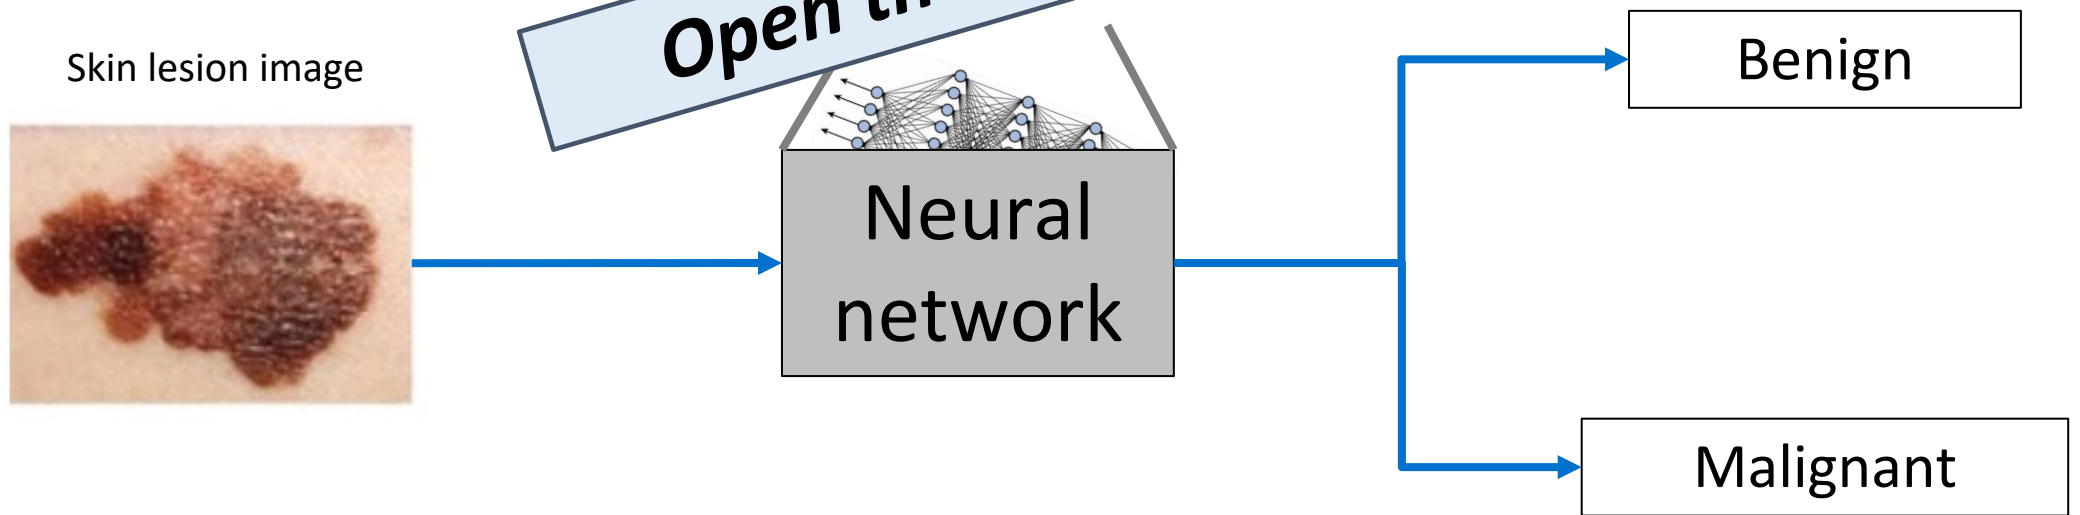 Open
Skin lesion image
Neural
network
Benign
Malignant